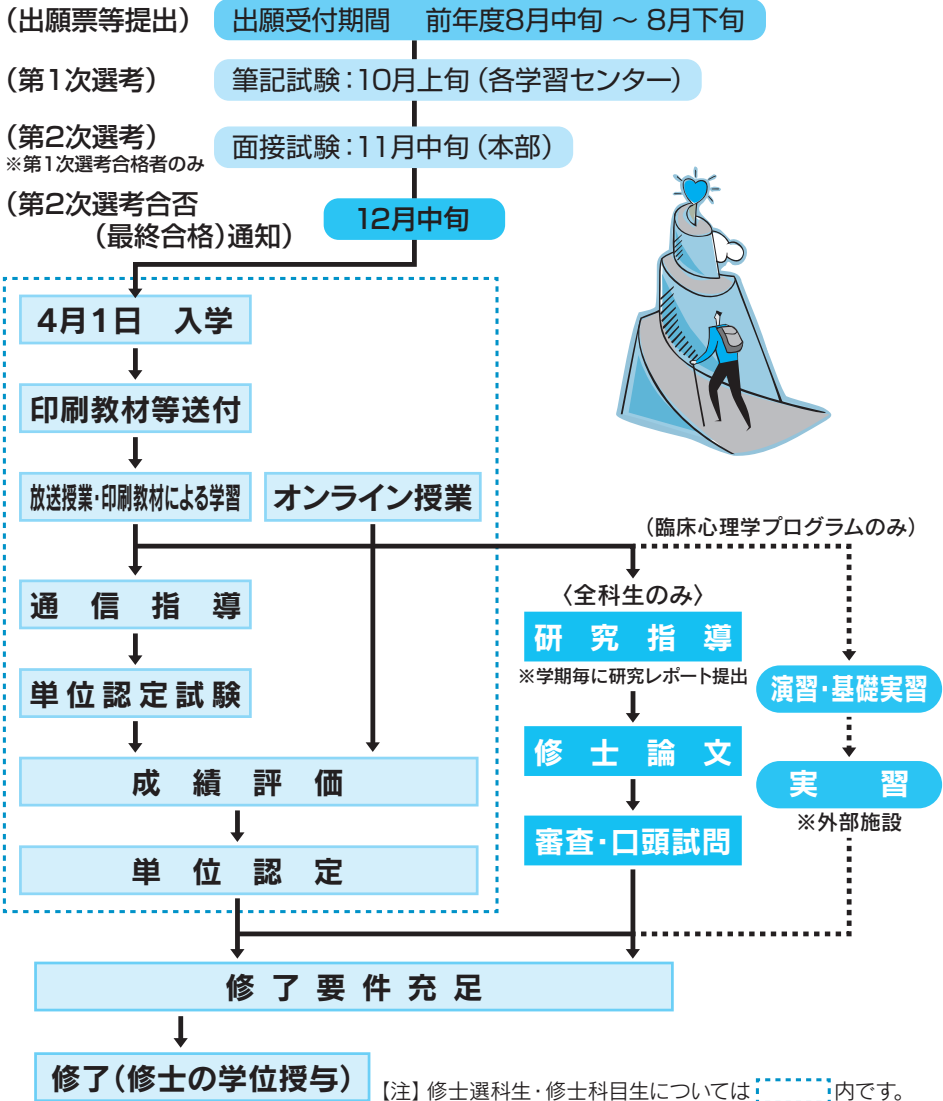 (出願票等提出) 出願受付期間 前年度8月中旬 ～ 8月下旬
(第1次選考) 筆記試験：10月上旬（各学習センター）
(第2次選考) 面接試験：11月中旬（本部）
※第1次選考合格者のみ
(第2次選考合否 12月中旬
(最終合格)通知)
4月1日 入学
印刷教材等送付
放送授業・印刷教材による学習 オンライン授業
(臨床心理学プログラムのみ)
通信指導
〈全科生のみ〉
研究指導
※学期毎に研究レポート提出
単位認定試験
演習・基礎実習
修士論文
成績評価
実習
※外部施設
審査・口頭試問
単位認定
修了要件充足
修了(修士の学位授与)
【注】修士選科生・修士科目生については 内です。